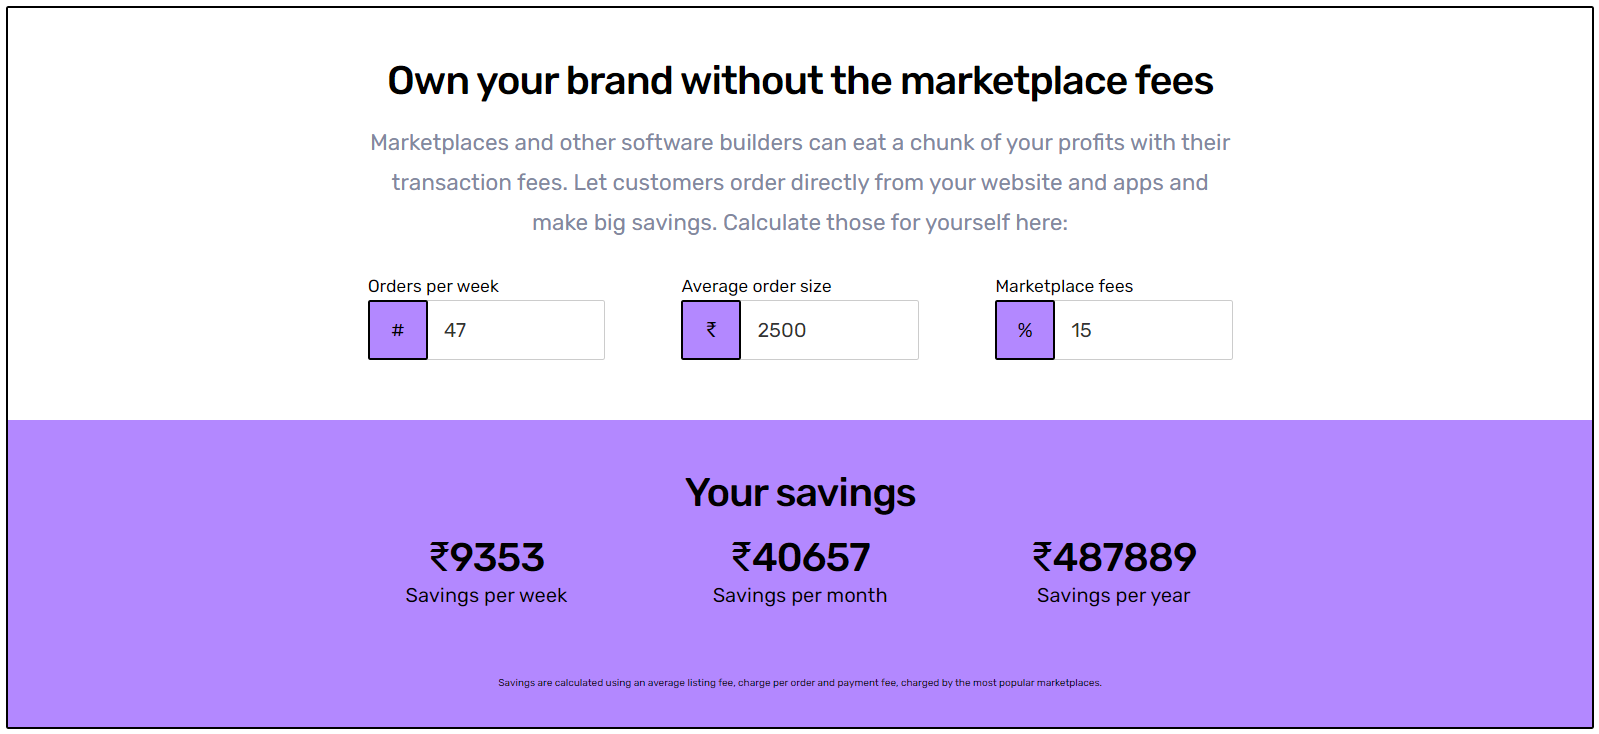 Own your brand without the marketplace fees
Marketplaces and other software builders can eat a chunk of your profits with their
transaction fees. Let customers order directly from your website and apps and
make big savings. Calculate those for yourself here:
Orders per week
# 47
Average order size
₹ 2500
Marketplace fees
% 15
Your savings
₹9353
Savings per week
₹40657
Savings per month
₹487889
Savings per year
Savings are calculated using an average listing fee, charge per order and payment fee, charged by the most popular marketplaces.